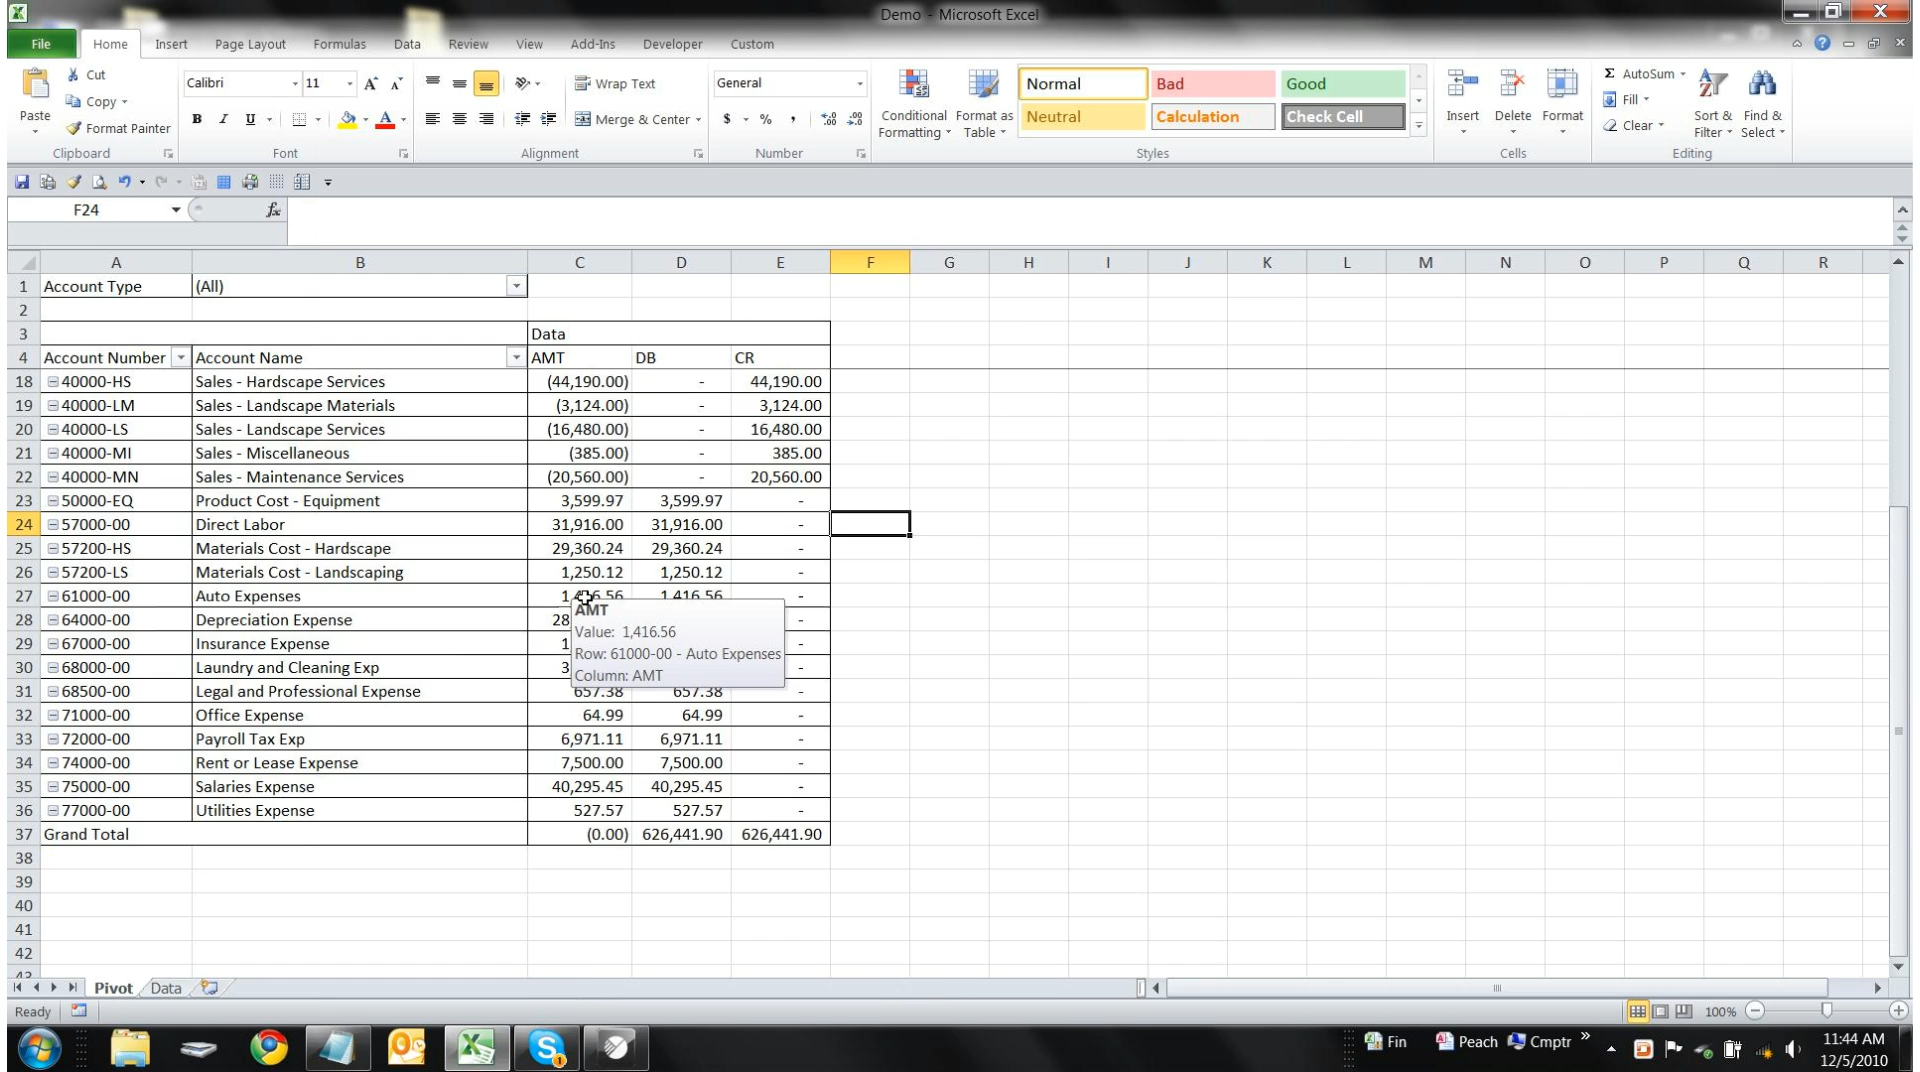 Demo - Microsoft Excel
File Home Insert Page Layout Formulas Data Review View Add-Ins Developer Custom
Paste
Cut
Copy
Format Painter
Clipboard
Calibri 11
B I U
Font
Wrap Text
Merge & Center
Alignment
General
$ % ,
Number
Conditional Formatting
Format as Table
Normal Bad Good
Neutral Calculation Check Cell
Styles
Insert Delete Format
Cells
AutoSum
Fill
Clear
Sort & Filter
Find & Select
Editing
F24 fx
A B C D E F G H I J K L M N O P Q R
1 Account Type (All)
2
3 Data
4 Account Number Account Name AMT DB CR
18 40000-HS Sales - Hardscape Services (44,190.00) - 44,190.00
19 40000-LM Sales - Landscape Materials (3,124.00) - 3,124.00
20 40000-LS Sales - Landscape Services (16,480.00) - 16,480.00
21 40000-MI Sales - Miscellaneous (385.00) - 385.00
22 40000-MN Sales - Maintenance Services (20,560.00) - 20,560.00
23 50000-EQ Product Cost - Equipment 3,599.97 3,599.97 -
24 57000-00 Direct Labor 31,916.00 31,916.00 -
25 57200-HS Materials Cost - Hardscape 29,360.24 29,360.24 -
26 57200-LS Materials Cost - Landscaping 1,250.12 1,250.12 -
27 61000-00 Auto Expenses 1,416.56 1,416.56 -
28 64000-00 Depreciation Expense 28 -
29 67000-00 Insurance Expense 1 -
30 68000-00 Laundry and Cleaning Exp 3 -
AMT
Value: 1,416.56
Row: 61000-00 - Auto Expenses
Column: AMT
31 68500-00 Legal and Professional Expense 657.38 657.38 -
32 71000-00 Office Expense 64.99 64.99 -
33 72000-00 Payroll Tax Exp 6,971.11 6,971.11 -
34 74000-00 Rent or Lease Expense 7,500.00 7,500.00 -
35 75000-00 Salaries Expense 40,295.45 40,295.45 -
36 77000-00 Utilities Expense 527.57 527.57 -
37 Grand Total (0.00) 626,441.90 626,441.90
38
39
40
41
42
43
Pivot Data
Ready 100%
Fin Peach Cmptr » 11:44 AM
12/5/2010